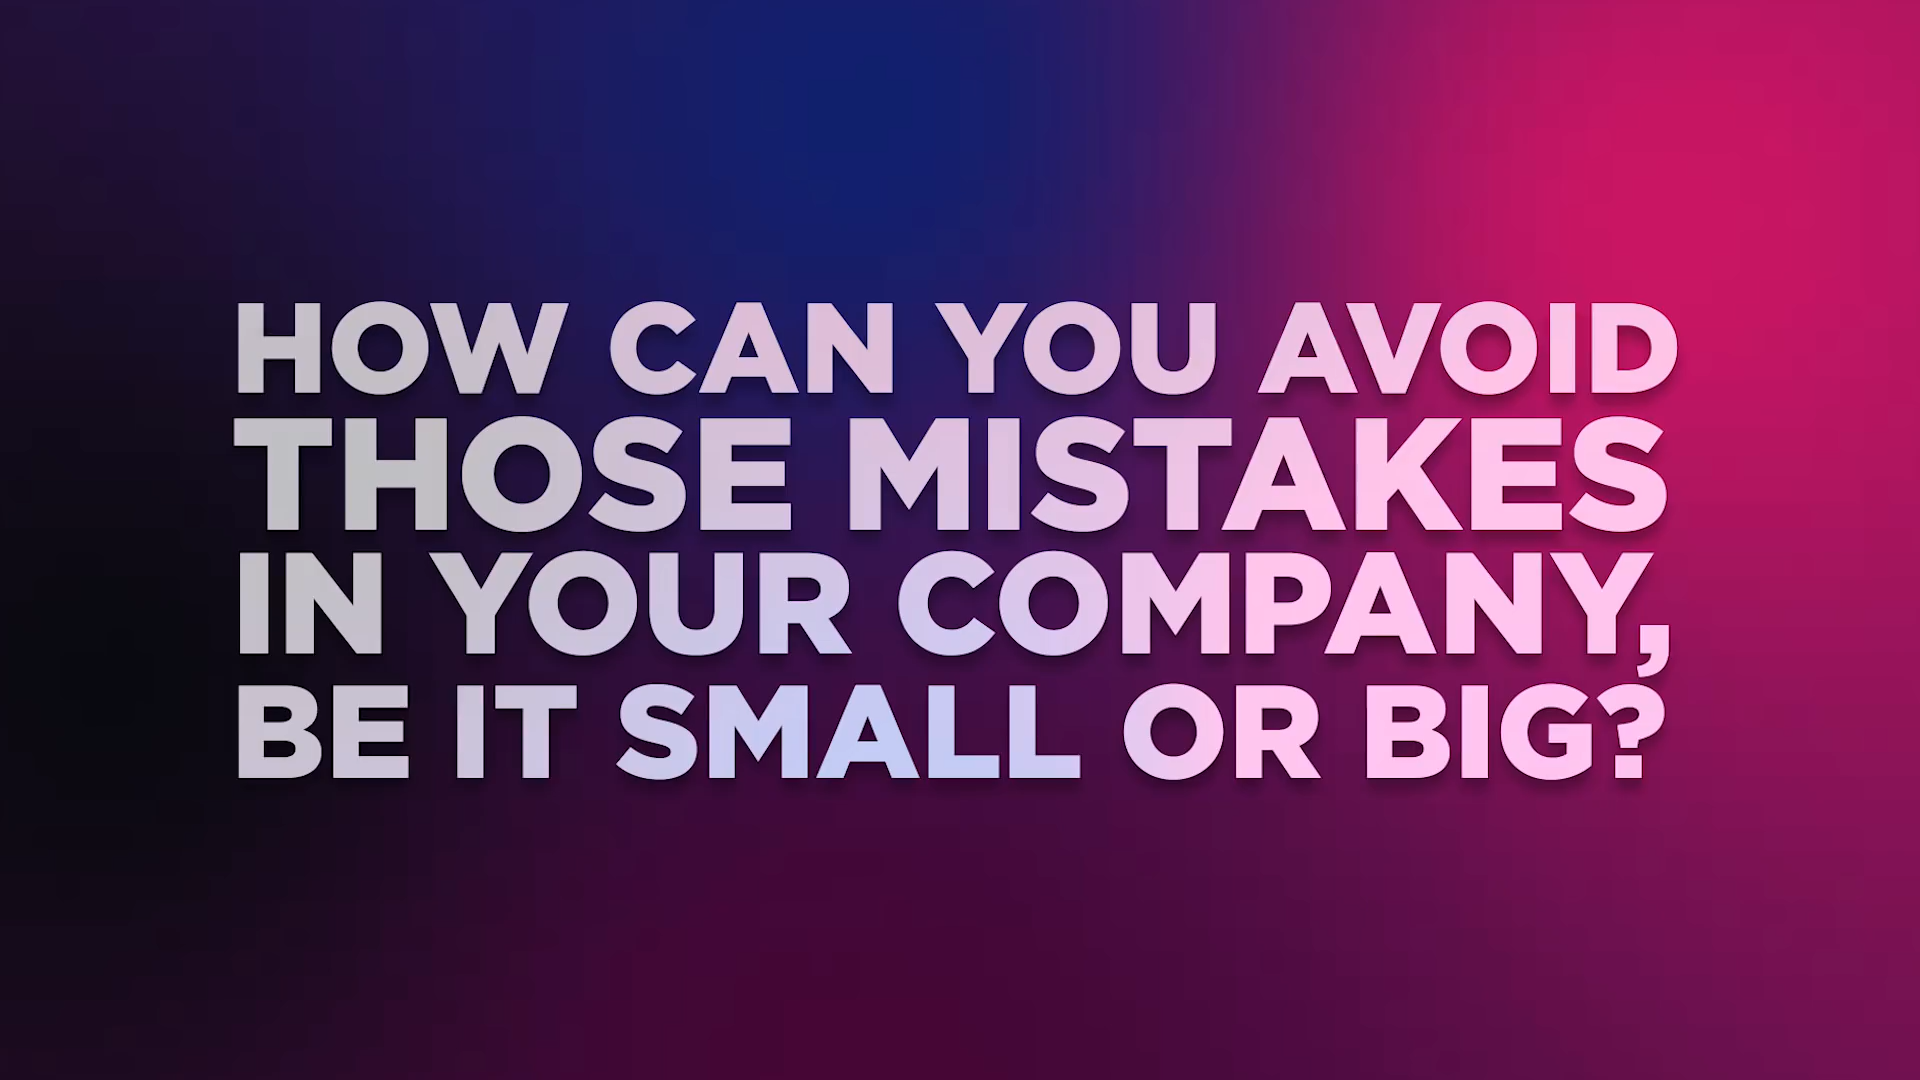 HOW CAN YOU AVOID
THOSE MISTAKES
IN YOUR COMPANY,
BE IT SMALL OR BIG?